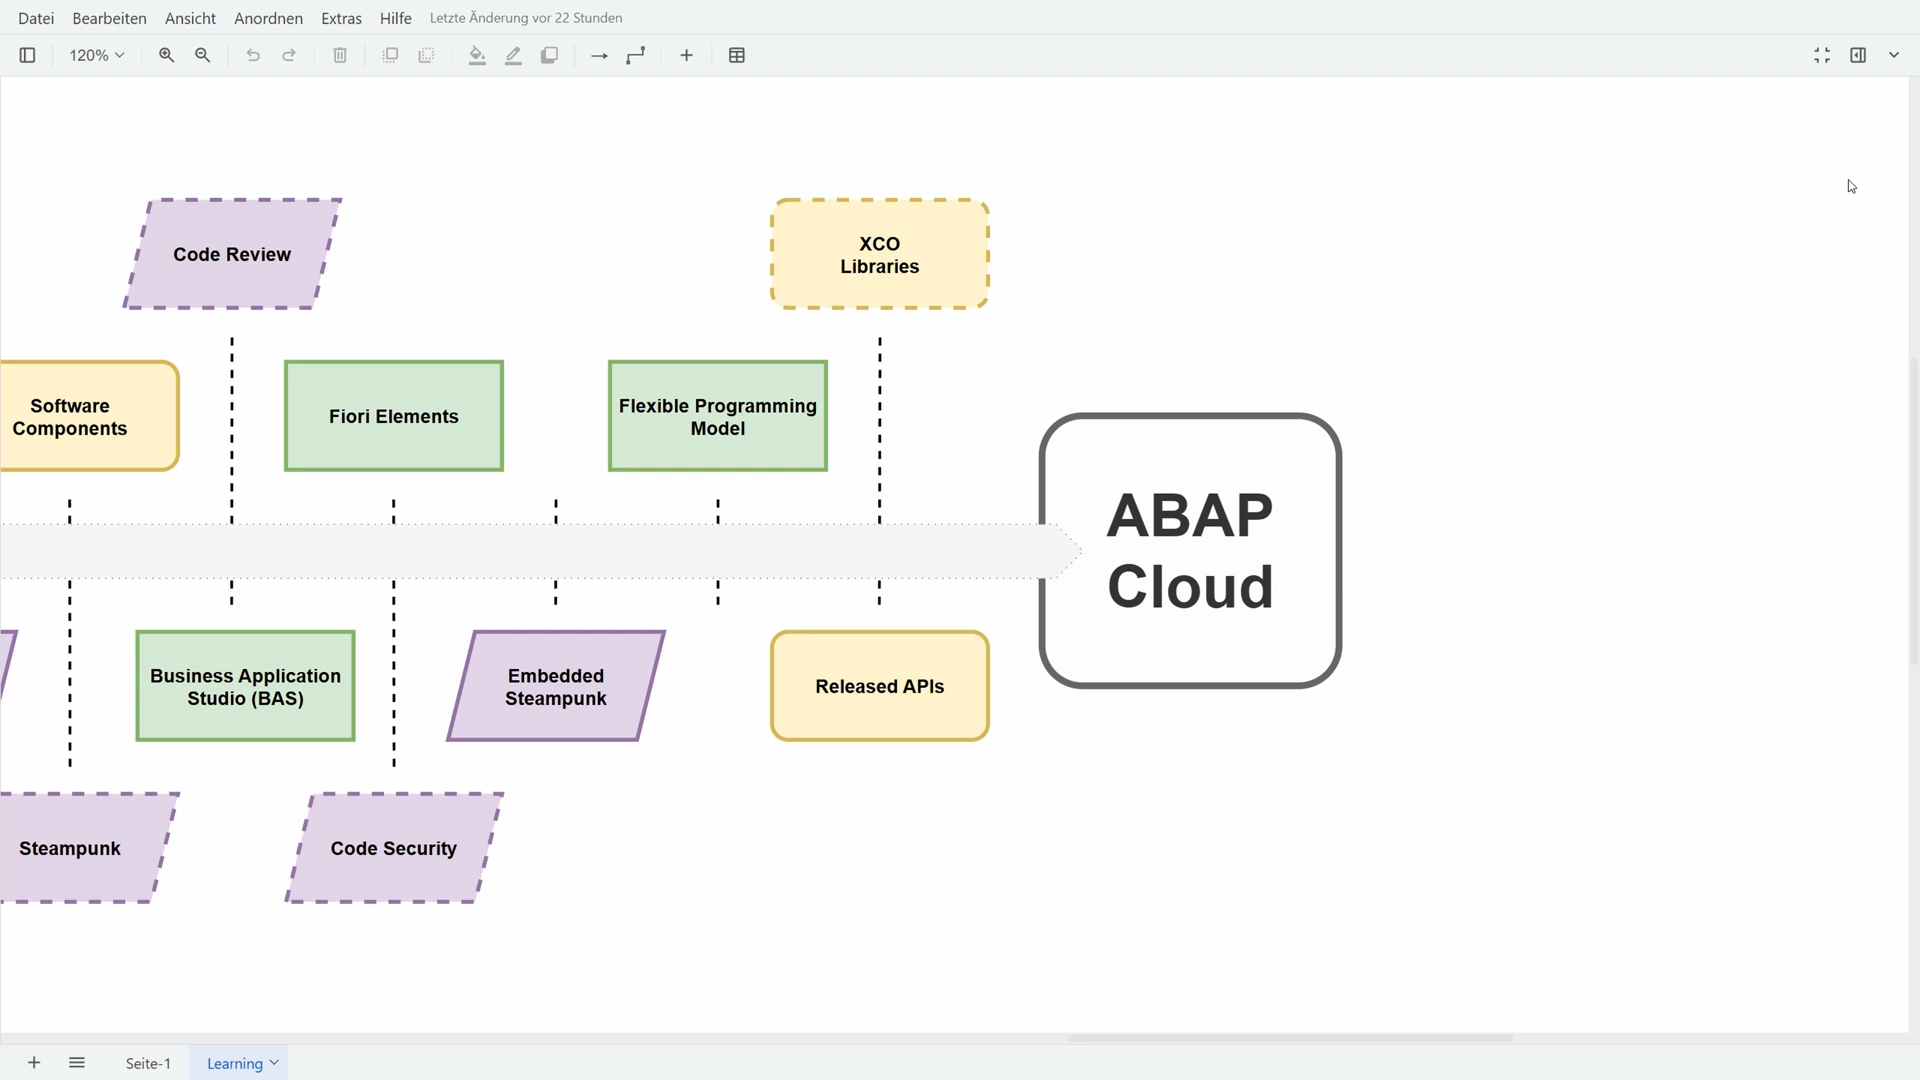 Datei Bearbeiten Ansicht Anordnen Extras Hilfe Letzte Änderung vor 22 Stunden
120%
Code Review
XCO
Libraries
Software
Components
Fiori Elements
Flexible Programming
Model
ABAP
Cloud
Business Application
Studio (BAS)
Embedded
Steampunk
Released APIs
Steampunk
Code Security
Seite-1 Learning